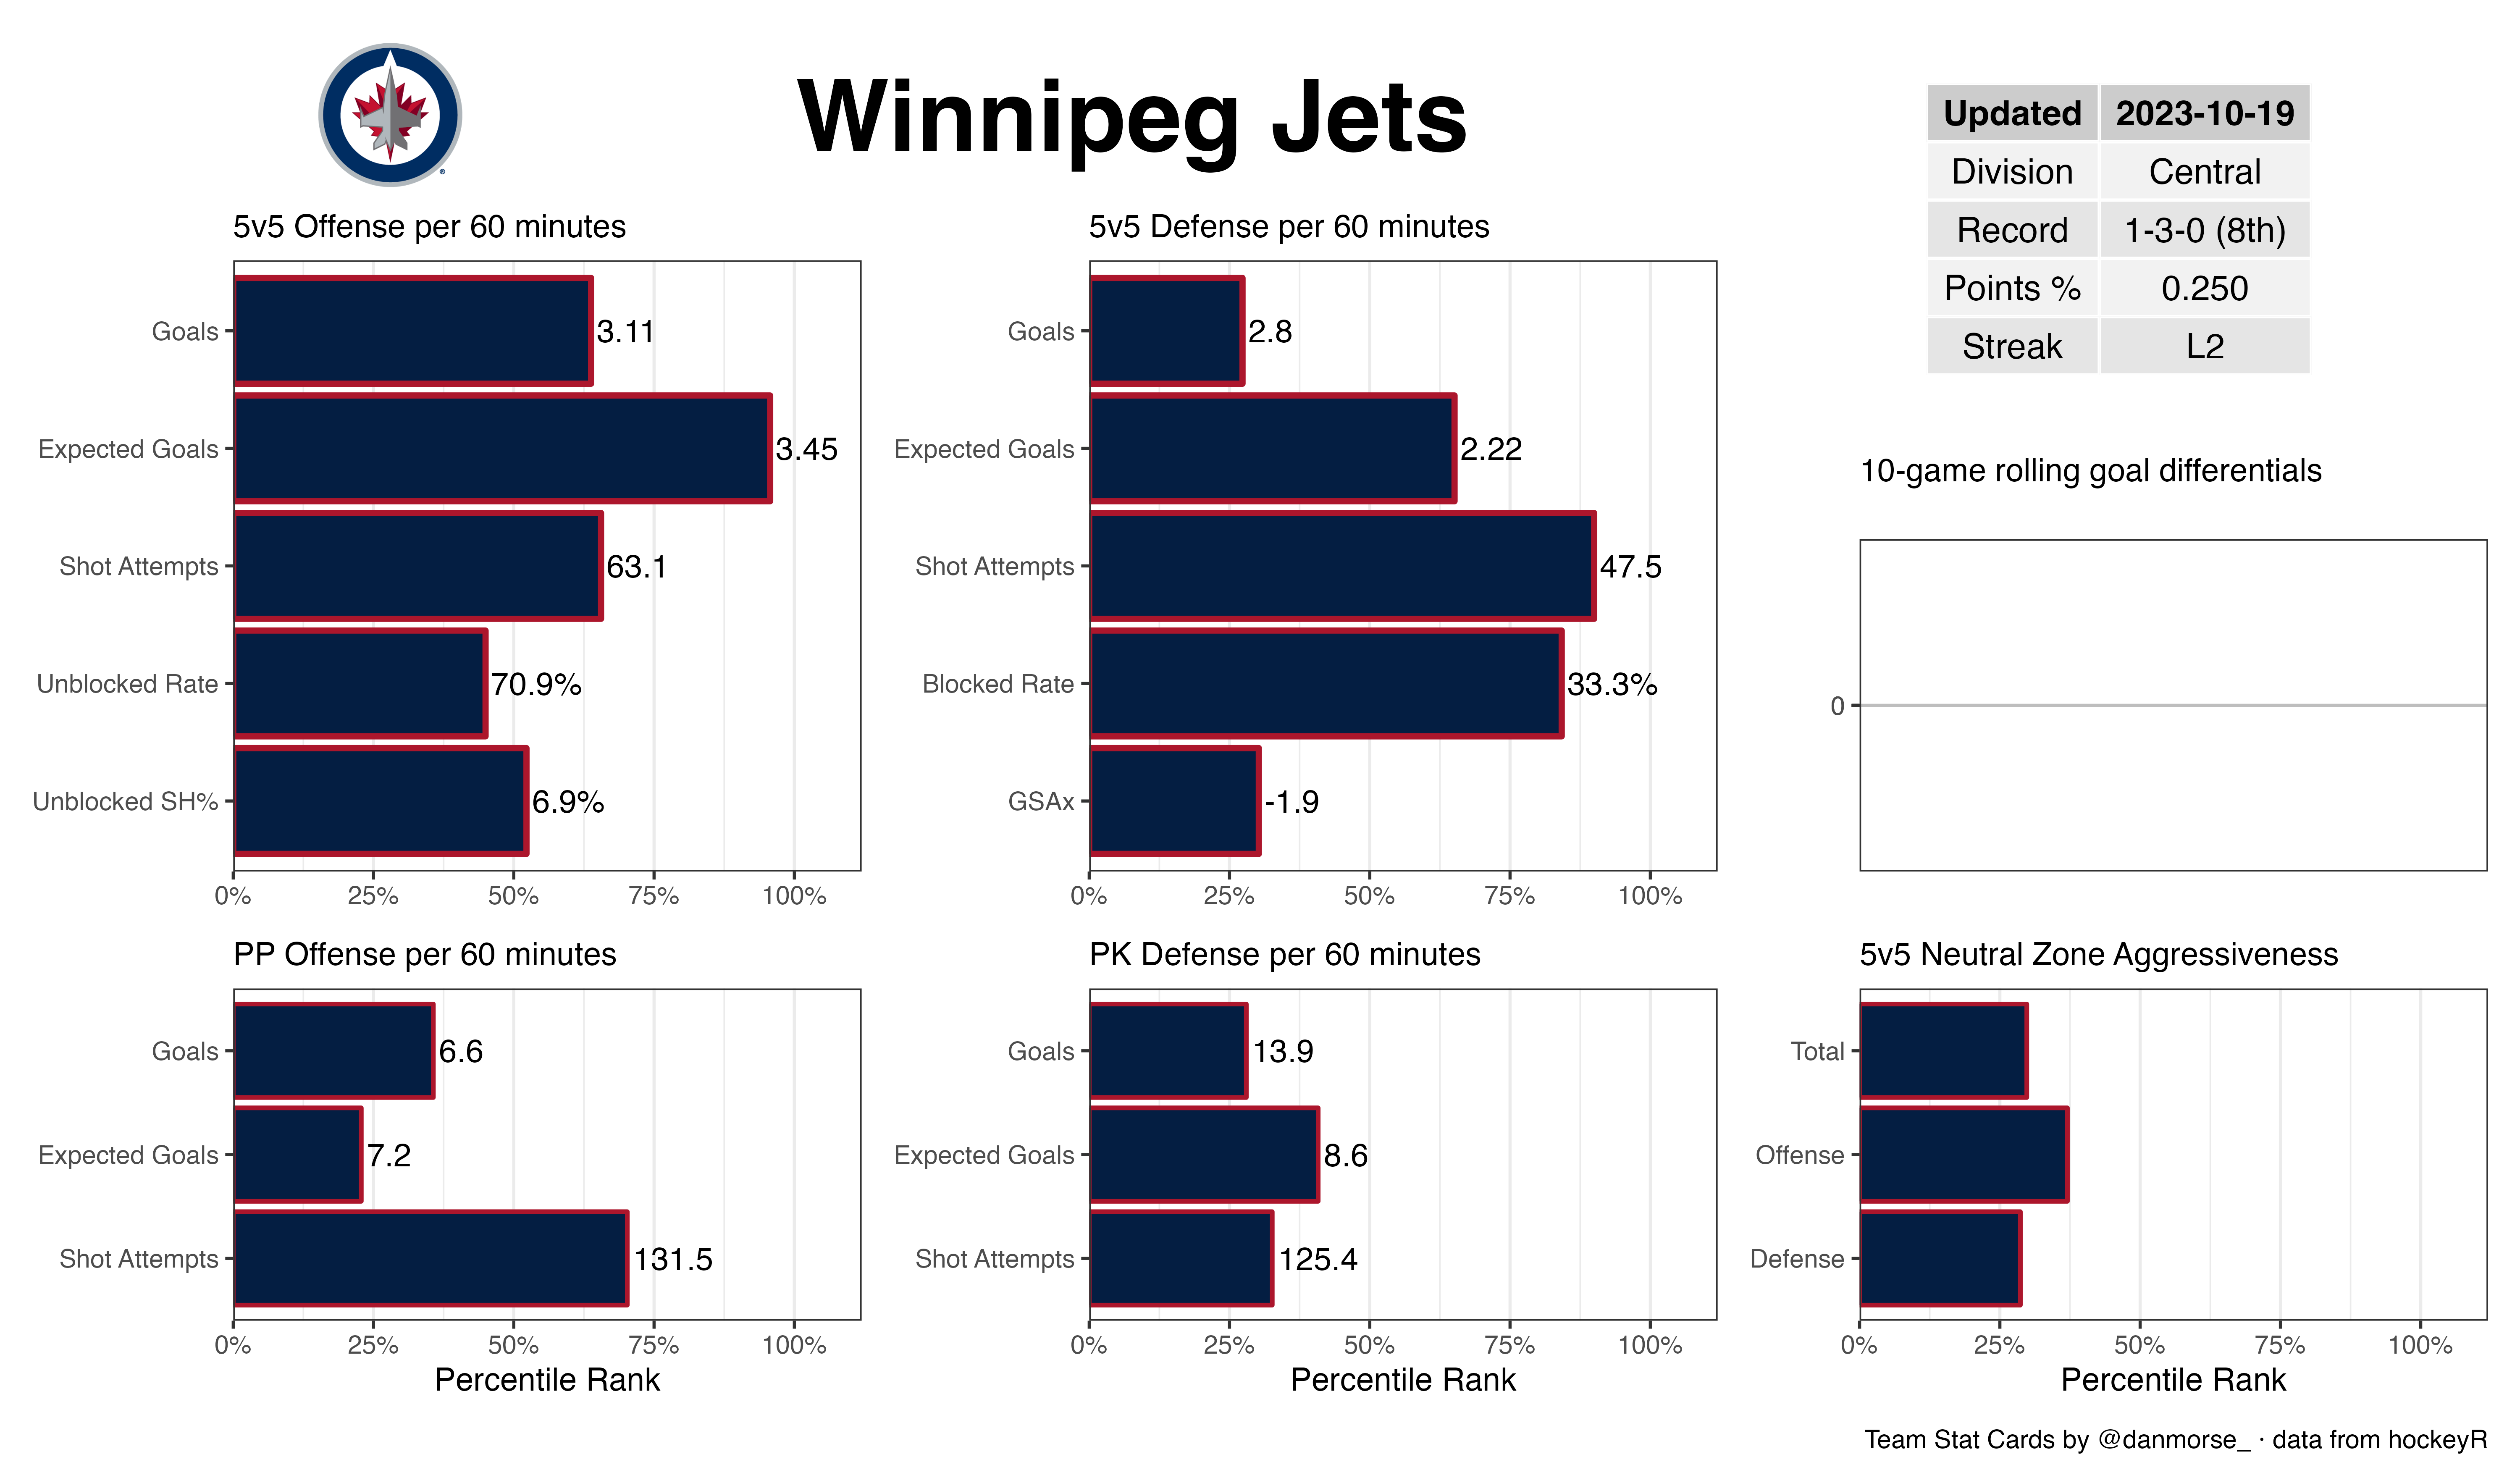 Winnipeg Jets
Updated 2023-10-19
Division Central
Record 1-3-0 (8th)
Points % 0.250
Streak L2
5v5 Offense per 60 minutes
Goals 3.11
Expected Goals 3.45
Shot Attempts 63.1
Unblocked Rate 70.9%
Unblocked SH% 6.9%
0% 25% 50% 75% 100%
5v5 Defense per 60 minutes
Goals 2.8
Expected Goals 2.22
Shot Attempts 47.5
Blocked Rate 33.3%
GSAx -1.9
0% 25% 50% 75% 100%
10-game rolling goal differentials
0
PP Offense per 60 minutes
Goals 6.6
Expected Goals 7.2
Shot Attempts 131.5
0% 25% 50% 75% 100%
Percentile Rank
PK Defense per 60 minutes
Goals 13.9
Expected Goals 8.6
Shot Attempts 125.4
0% 25% 50% 75% 100%
Percentile Rank
5v5 Neutral Zone Aggressiveness
Total
Offense
Defense
0% 25% 50% 75% 100%
Percentile Rank
Team Stat Cards by @danmorse_ · data from hockeyR